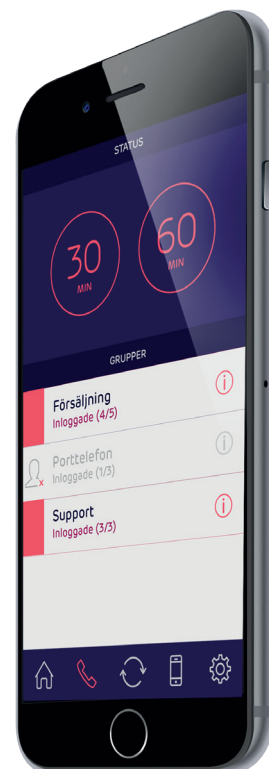 STATUS
30
MIN
60
MIN
GRUPPER
Försäljning
Inloggade (4/5)
Porttelefon
Inloggade (1/3)
Support
Inloggade (3/3)